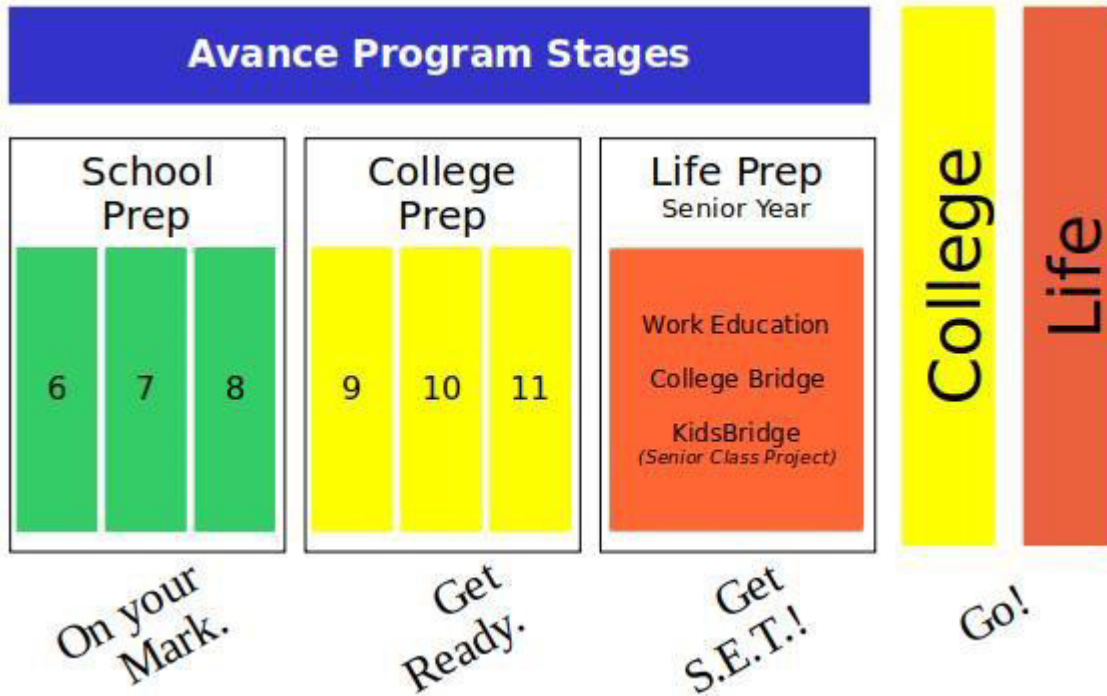 Avance Program Stages
School
Prep
6 7 8
On your
Mark.
College
Prep
9 10 11
Get
Ready.
Life Prep
Senior Year
Work Education
College Bridge
KidsBridge
(Senior Class Project)
Get
S.E.T.!
College
Life
Go!